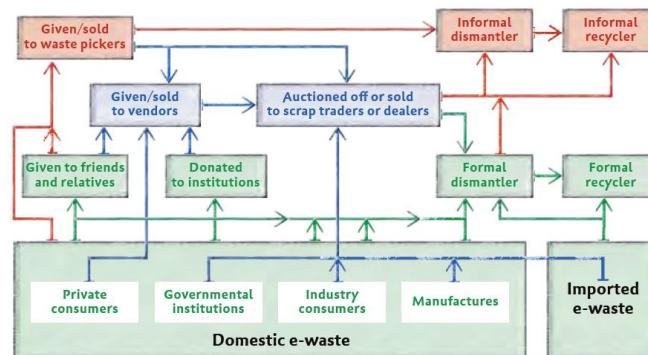 Given/sold
to waste pickers
Informal
dismantler
Informal
recycler
Given/sold
to vendors
Auctioned off or sold
to scrap traders or dealers
Given to friends
and relatives
Donated
to institutions
Formal
dismantler
Formal
recycler
Private
consumers
Governmental
institutions
Industry
consumers
Manufactures
Imported
e-waste
Domestic e-waste